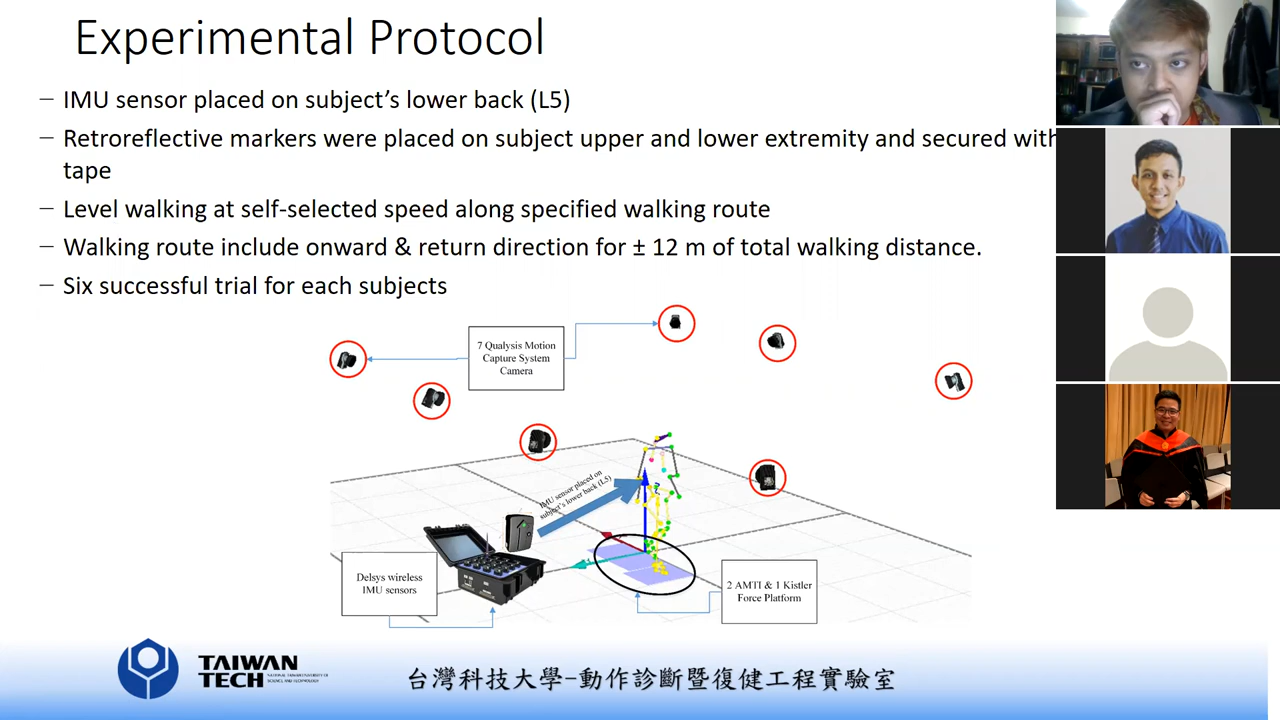 Experimental Protocol
– IMU sensor placed on subject's lower back (L5)
– Retroreflective markers were placed on subject upper and lower extremity and secured with
tape
– Level walking at self-selected speed along specified walking route
– Walking route include onward & return direction for ± 12 m of total walking distance.
– Six successful trial for each subjects
7 Qualysis Motion
Capture System
Camera
IMU sensor placed on
subject's lower back (L5)
Delsys wireless
IMU sensors
2 AMTI & 1 Kistler
Force Platform
TAIWAN
TECH
NATIONAL TAIWAN UNIVERSITY OF
SCIENCE AND TECHNOLOGY
台灣科技大學-動作診斷暨復健工程實驗室